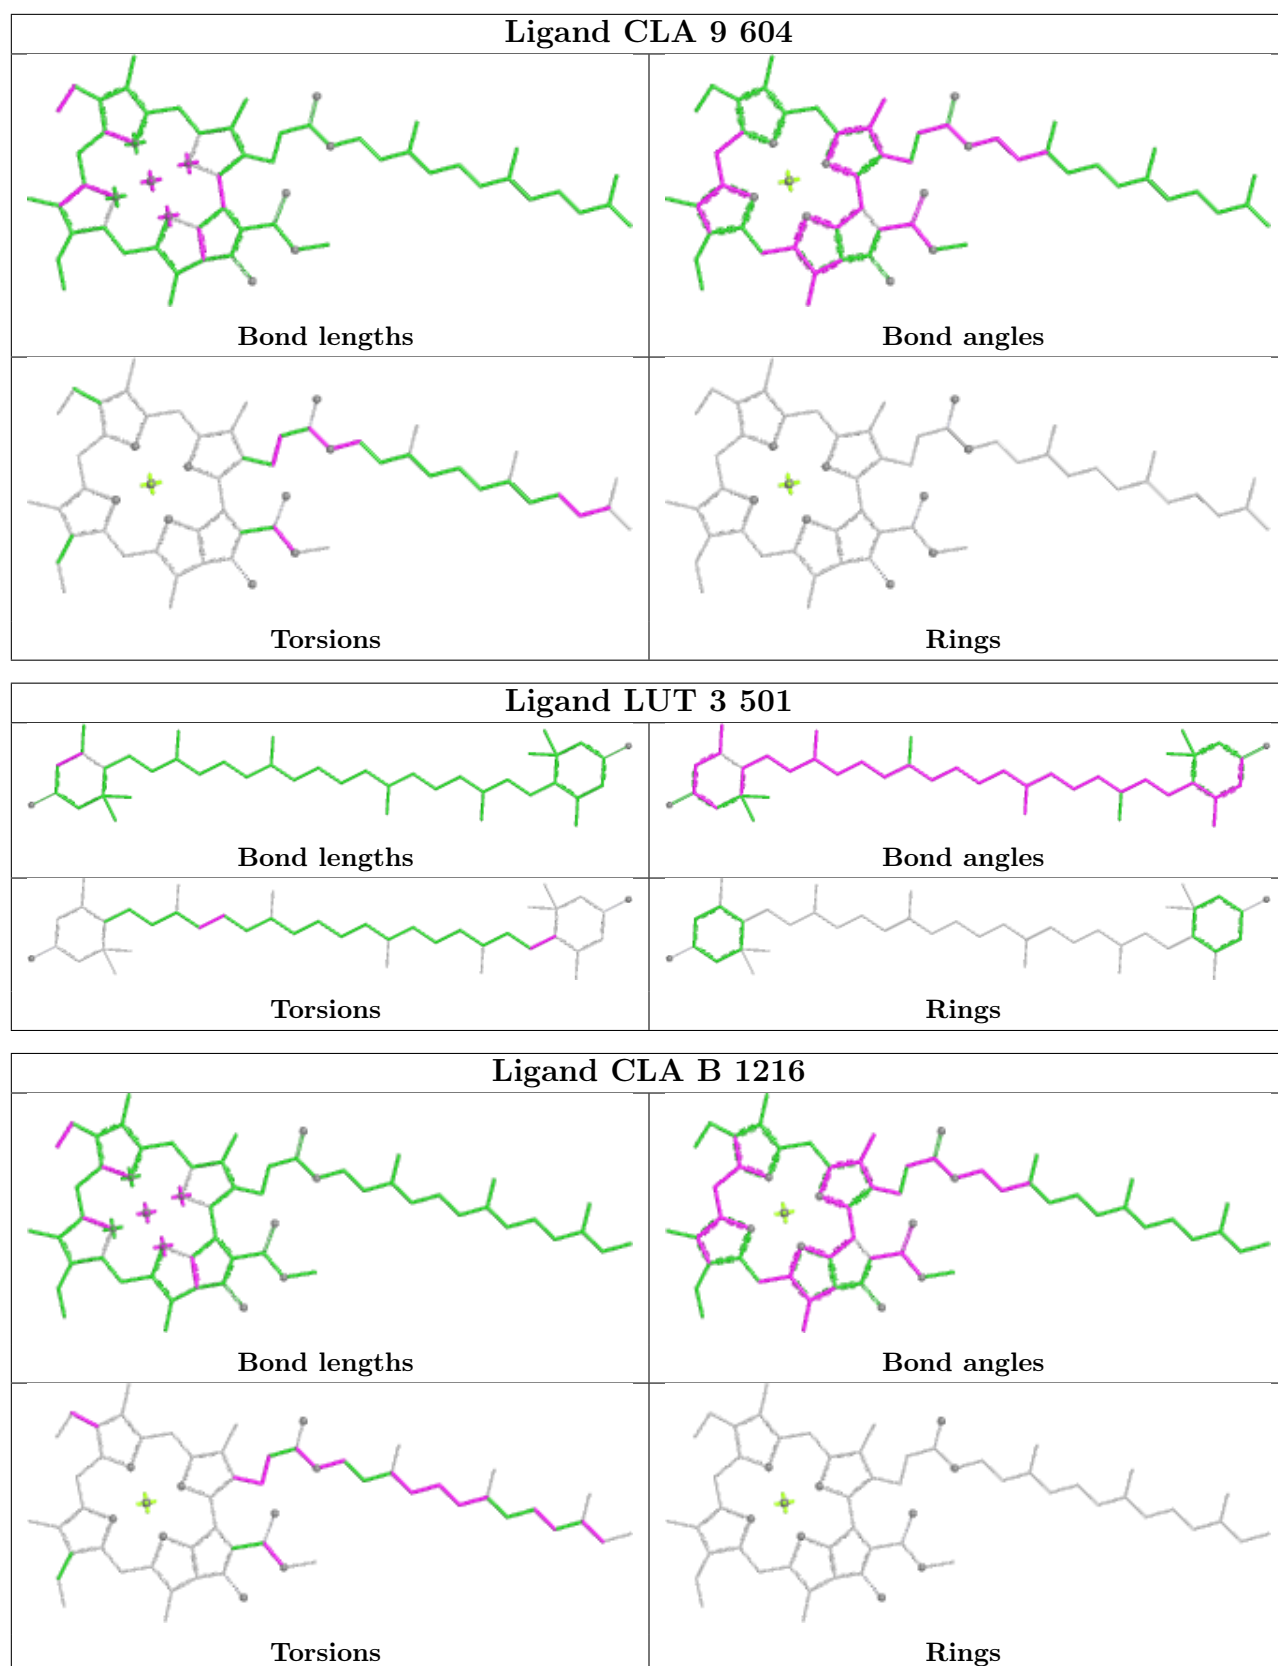 Ligand CLA 9 604
Bond lengths
Bond angles
Torsions
Rings
Ligand LUT 3 501
Bond lengths
Bond angles
Torsions
Rings
Ligand CLA B 1216
Bond lengths
Bond angles
Torsions
Rings